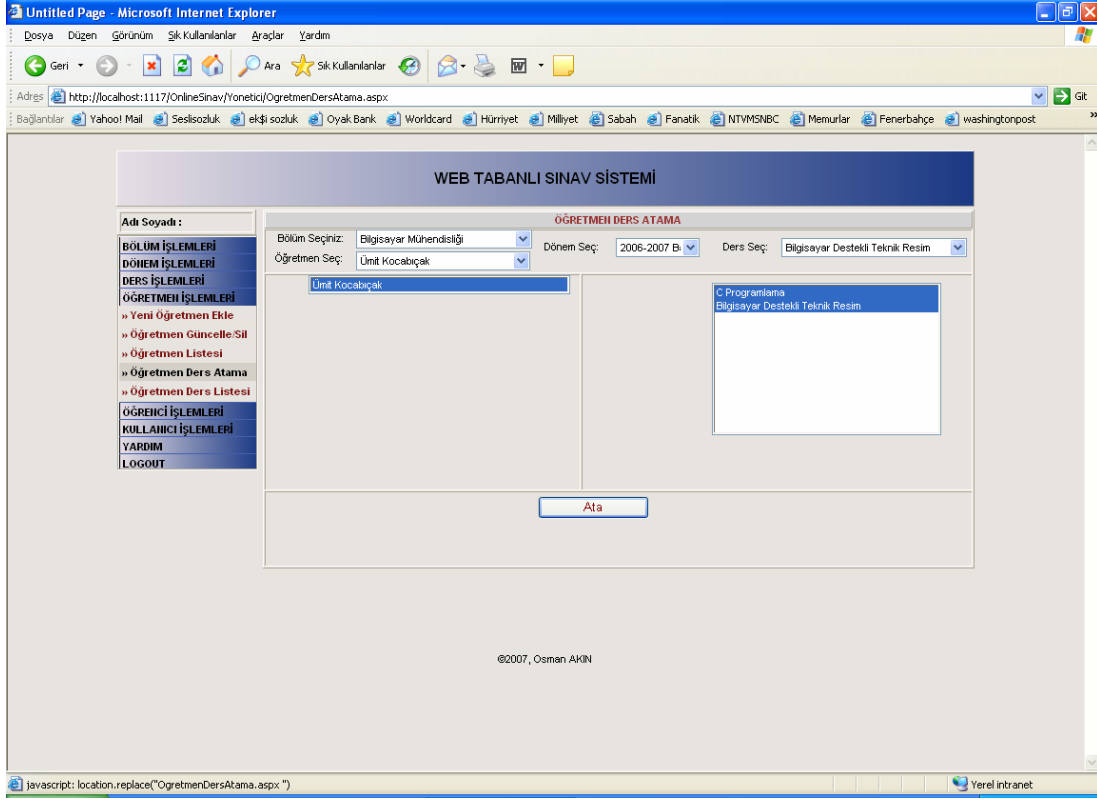 Untitled Page - Microsoft Internet Explorer
Dosya Düzen Görünüm Sık Kullanılanlar Araçlar Yardım
Geri Ara Sık Kullanılanlar
Adres http://localhost:1117/OnlineSinav/Yonetici/OgretmenDersAtama.aspx Git
Bağlantılar Yahoo! Mail Seslisozluk ek$i sozluk Oyak Bank Worldcard Hürriyet Milliyet Sabah Fanatik NTVMSNBC Memurlar Fenerbahçe washingtonpost »
WEB TABANLI SINAV SİSTEMİ
Adı Soyadı :
BÖLÜM İŞLEMLERİ
DÖNEM İŞLEMLERİ
DERS İŞLEMLERİ
ÖĞRETMEN İŞLEMLERİ
» Yeni Öğretmen Ekle
» Öğretmen Güncelle/Sil
» Öğretmen Listesi
» Öğretmen Ders Atama
» Öğretmen Ders Listesi
ÖĞRENCİ İŞLEMLERİ
KULLANICI İŞLEMLERİ
YARDIM
LOGOUT
ÖĞRETMEN DERS ATAMA
Bölüm Seçiniz: Bilgisayar Mühendisliği
Öğretmen Seç: Ümit Kocabıçak
Dönem Seç: 2006-2007 B
Ders Seç: Bilgisayar Destekli Teknik Resim
Ümit Kocabıçak
C Programlama
Bilgisayar Destekli Teknik Resim
Ata
©2007, Osman AKIN
javascript: location.replace("OgretmenDersAtama.aspx ") Yerel intranet